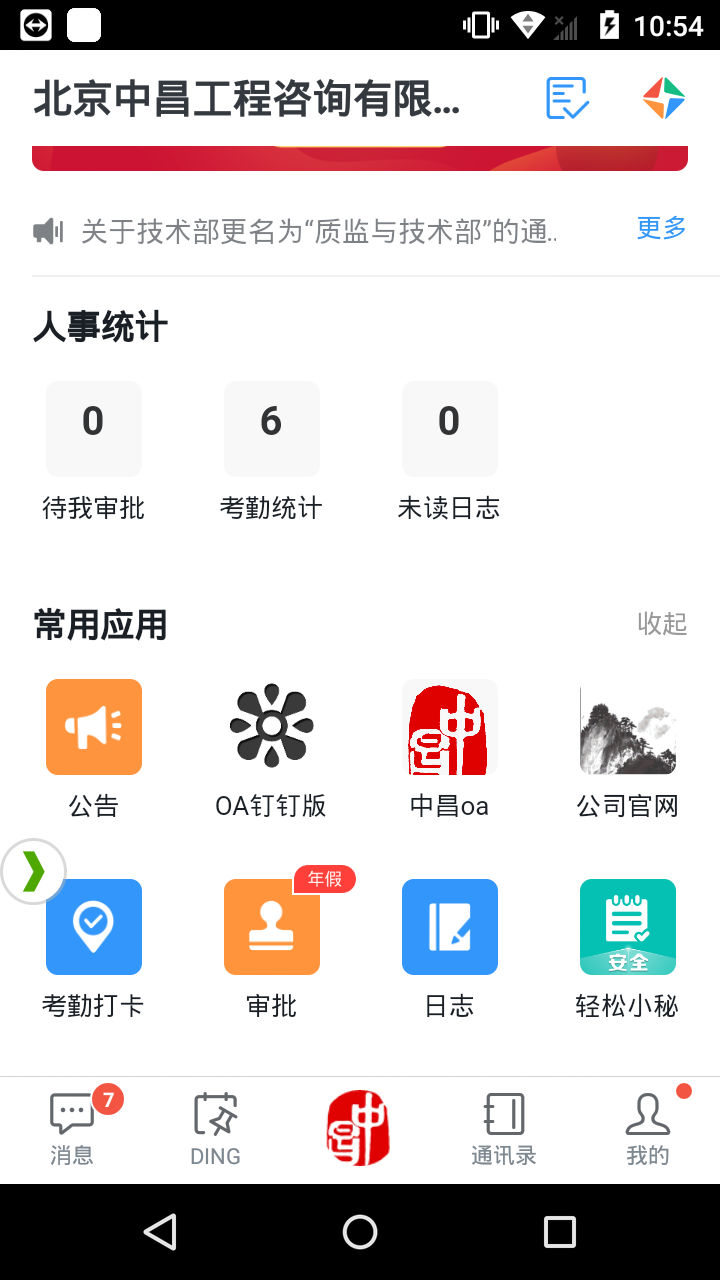 10:54
北京中昌工程咨询有限...
关于技术部更名为“质监与技术部”的通..
更多
人事统计
0 6 0
待我审批 考勤统计 未读日志
常用应用 收起
中昌
公告 OA钉钉版 中昌oa 公司官网
年假
安全
考勤打卡 审批 日志 轻松小秘
7
中昌
消息 DING 通讯录 我的